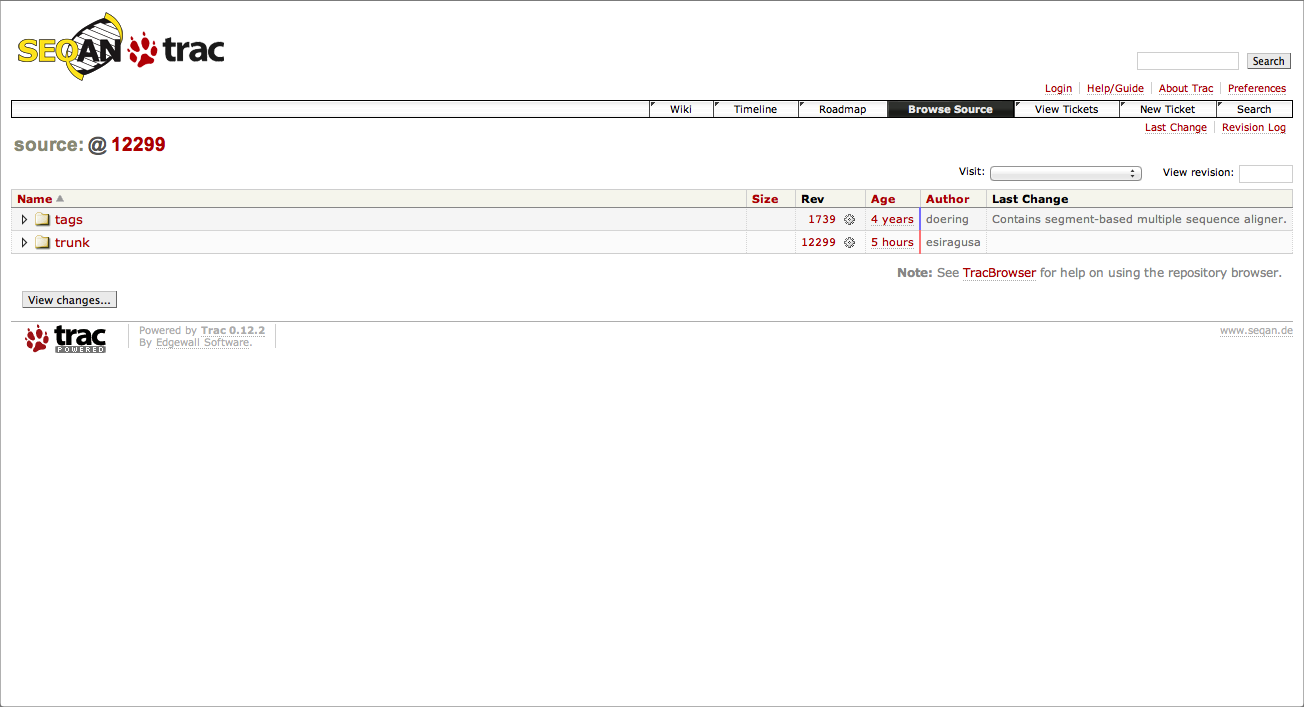 SEQAN trac
Search
Login Help/Guide About Trac Preferences
Wiki Timeline Roadmap Browse Source View Tickets New Ticket Search
Last Change Revision Log
source: @ 12299
Visit: View revision:
Name Size Rev Age Author Last Change
tags 1739 4 years doering Contains segment-based multiple sequence aligner.
trunk 12299 5 hours esiragusa
Note: See TracBrowser for help on using the repository browser.
View changes...
trac POWERED
Powered by Trac 0.12.2
By Edgewall Software.
www.seqan.de